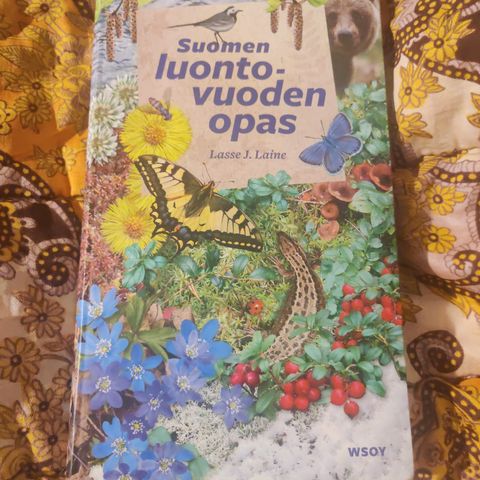 Suomen
luonto-
vuoden
opas
Lasse J. Laine
WSOY